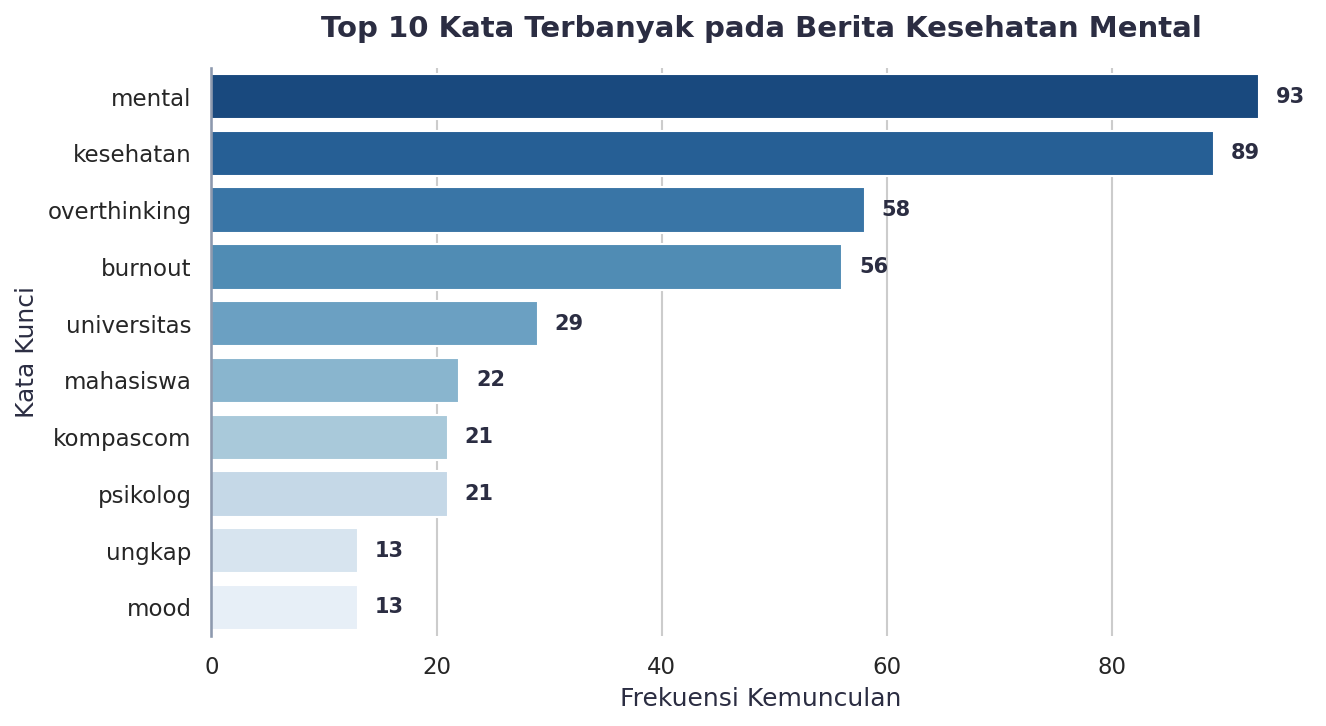 Top 10 Kata Terbanyak pada Berita Kesehatan Mental
Kata Kunci
mental 93
kesehatan 89
overthinking 58
burnout 56
universitas 29
mahasiswa 22
kompascom 21
psikolog 21
ungkap 13
mood 13
0 20 40 60 80
Frekuensi Kemunculan